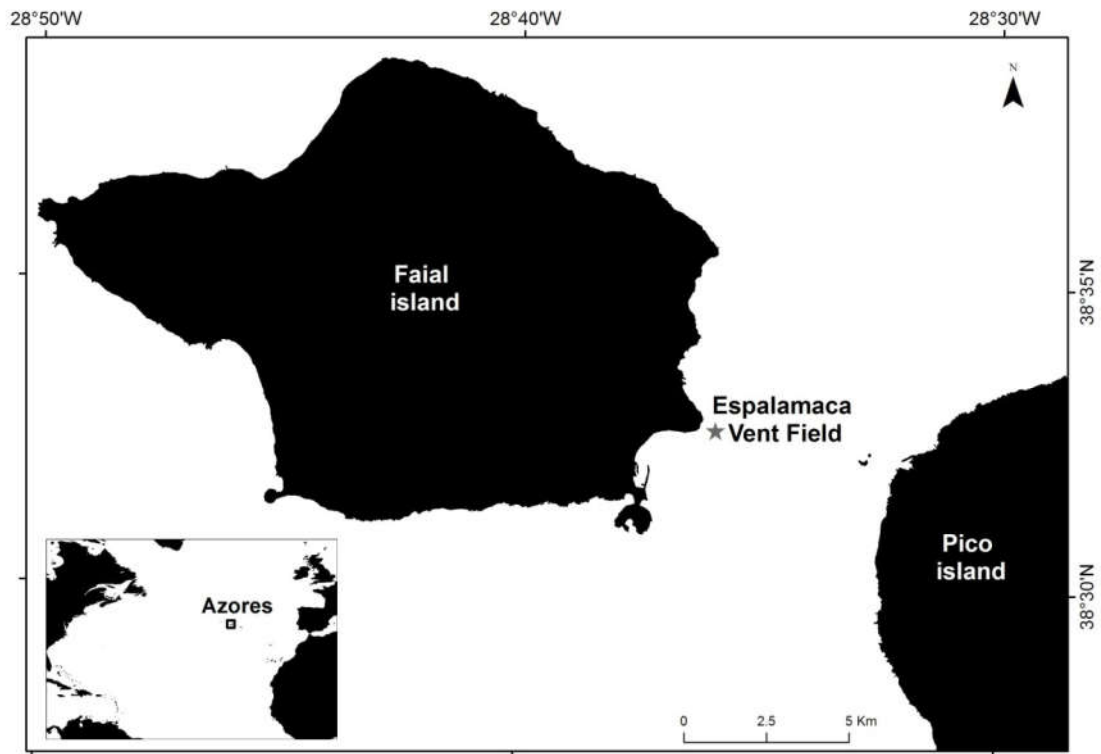 28°50'W
28°40'W
28°30'W
N
Faial
island
38°35'N
Espalamaca
Vent Field
Pico
island
38°30'N
Azores
0 2.5 5 Km